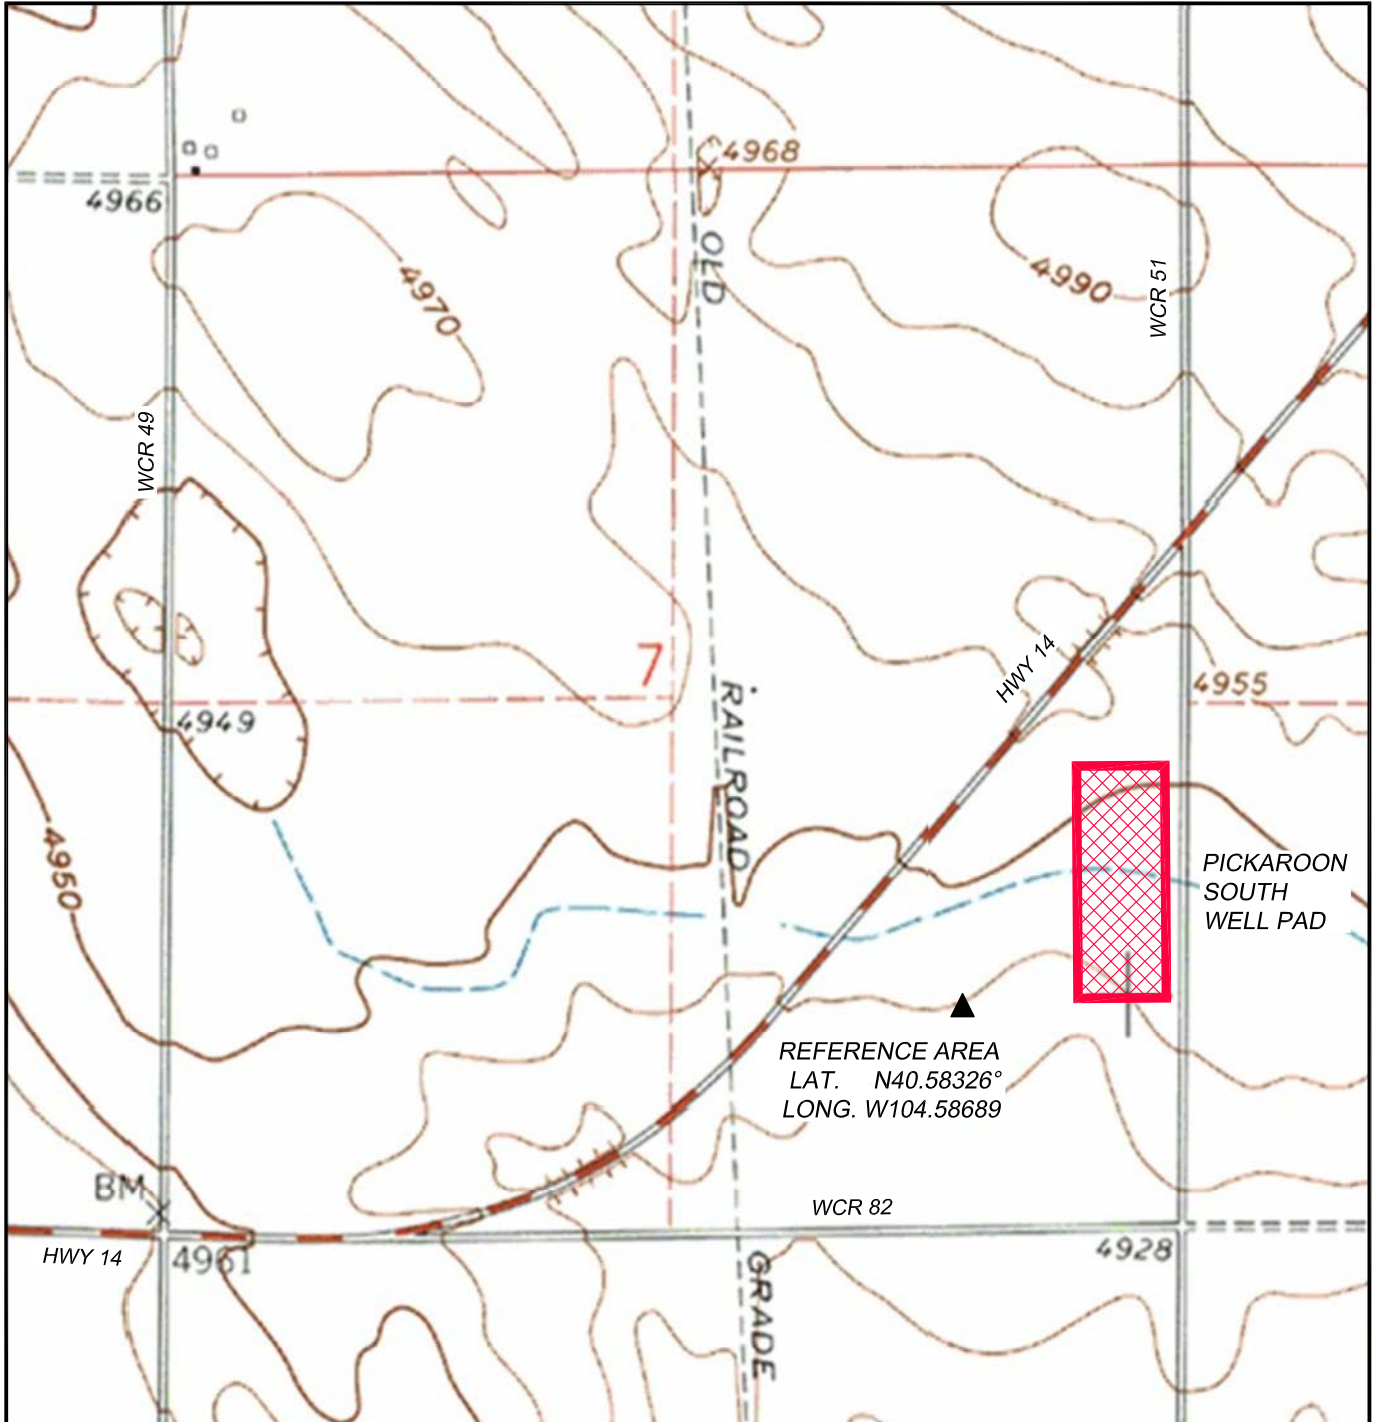 4968
4966
OLD
4970
4990
WCR 51
WCR 49
HWY 14
7
4955
4949
RAILROAD
4950
PICKAROON
SOUTH
WELL PAD
REFERENCE AREA
LAT. N40.58326°
LONG. W104.58689
BM
WCR 82
HWY 14
4961
4928
GRADE